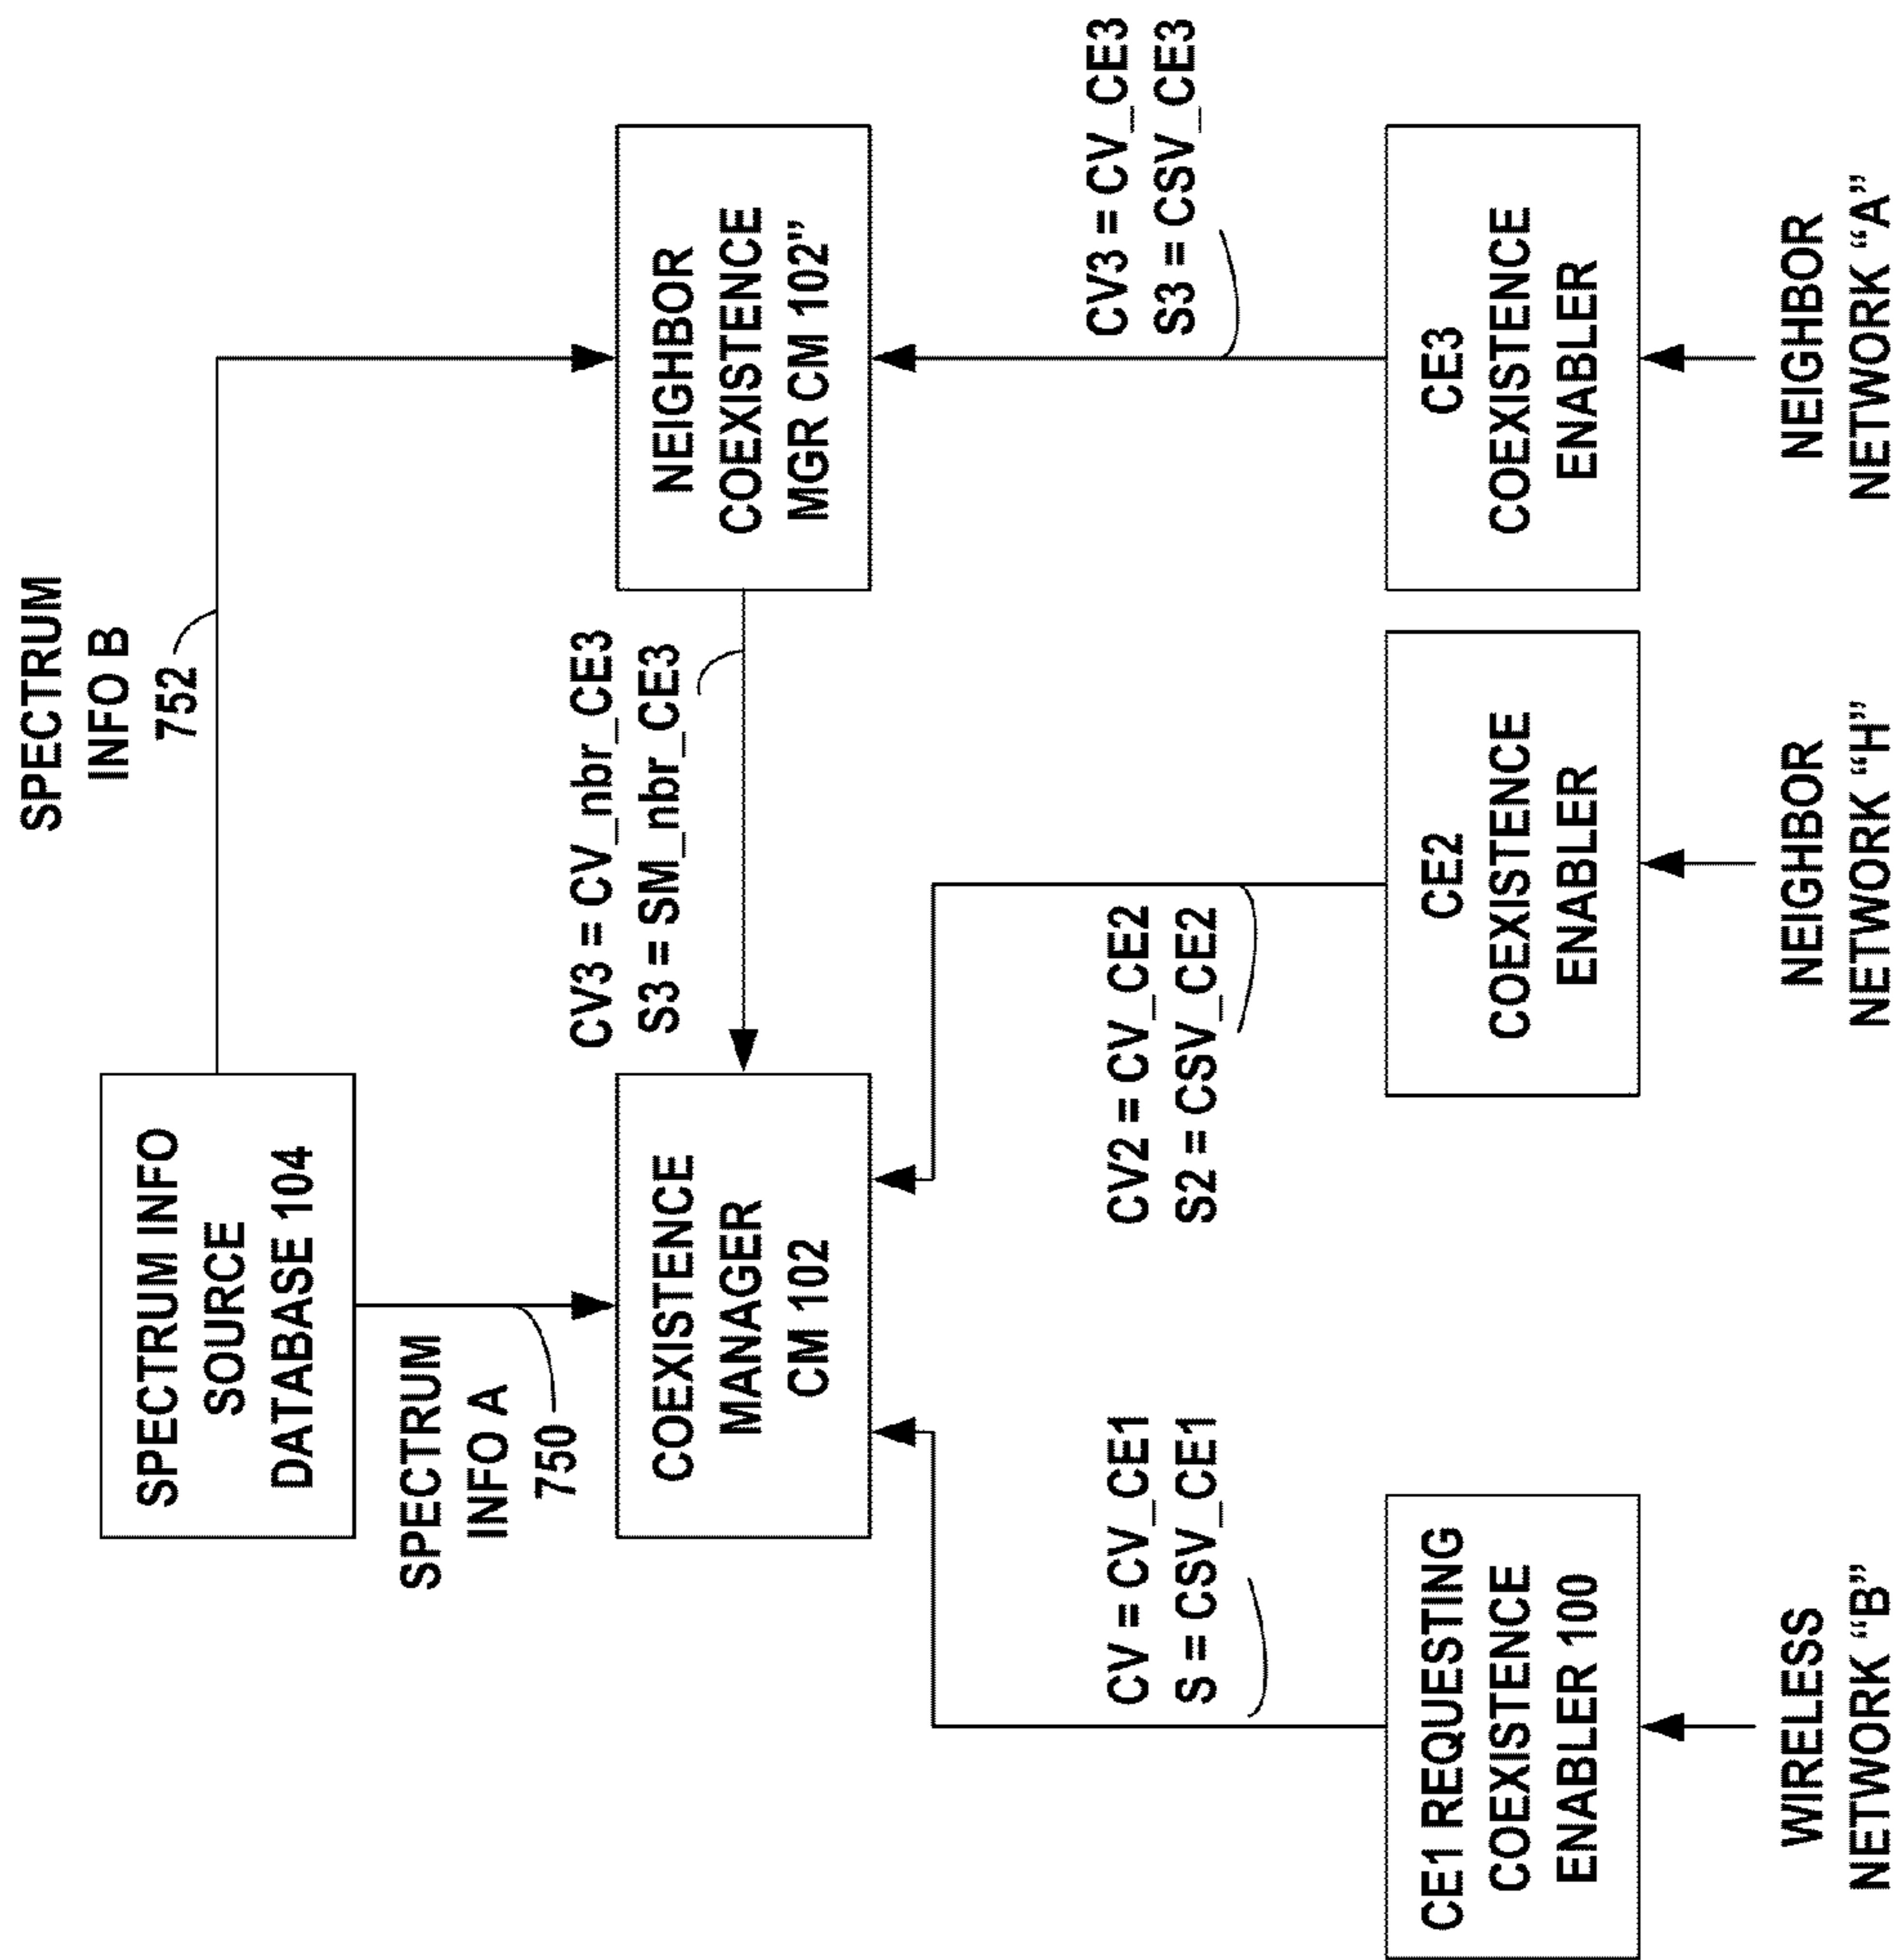 SPECTRUM INFO
SOURCE
DATABASE 104
SPECTRUM
INFO B
752
SPECTRUM
INFO A
750
COEXISTENCE
MANAGER
CM 102
CV3 = CV_nbr_CE3
S3 = SM_nbr_CE3
NEIGHBOR
COEXISTENCE
MGR CM 102"
CV = CV_CE1
S = CSV_CE1
CV2 = CV_CE2
S2 = CSV_CE2
CV3 = CV_CE3
S3 = CSV_CE3
CE1 REQUESTING
COEXISTENCE
ENABLER 100
CE2
COEXISTENCE
ENABLER
CE3
COEXISTENCE
ENABLER
WIRELESS
NETWORK “B”
NEIGHBOR
NETWORK “H”
NEIGHBOR
NETWORK “A”